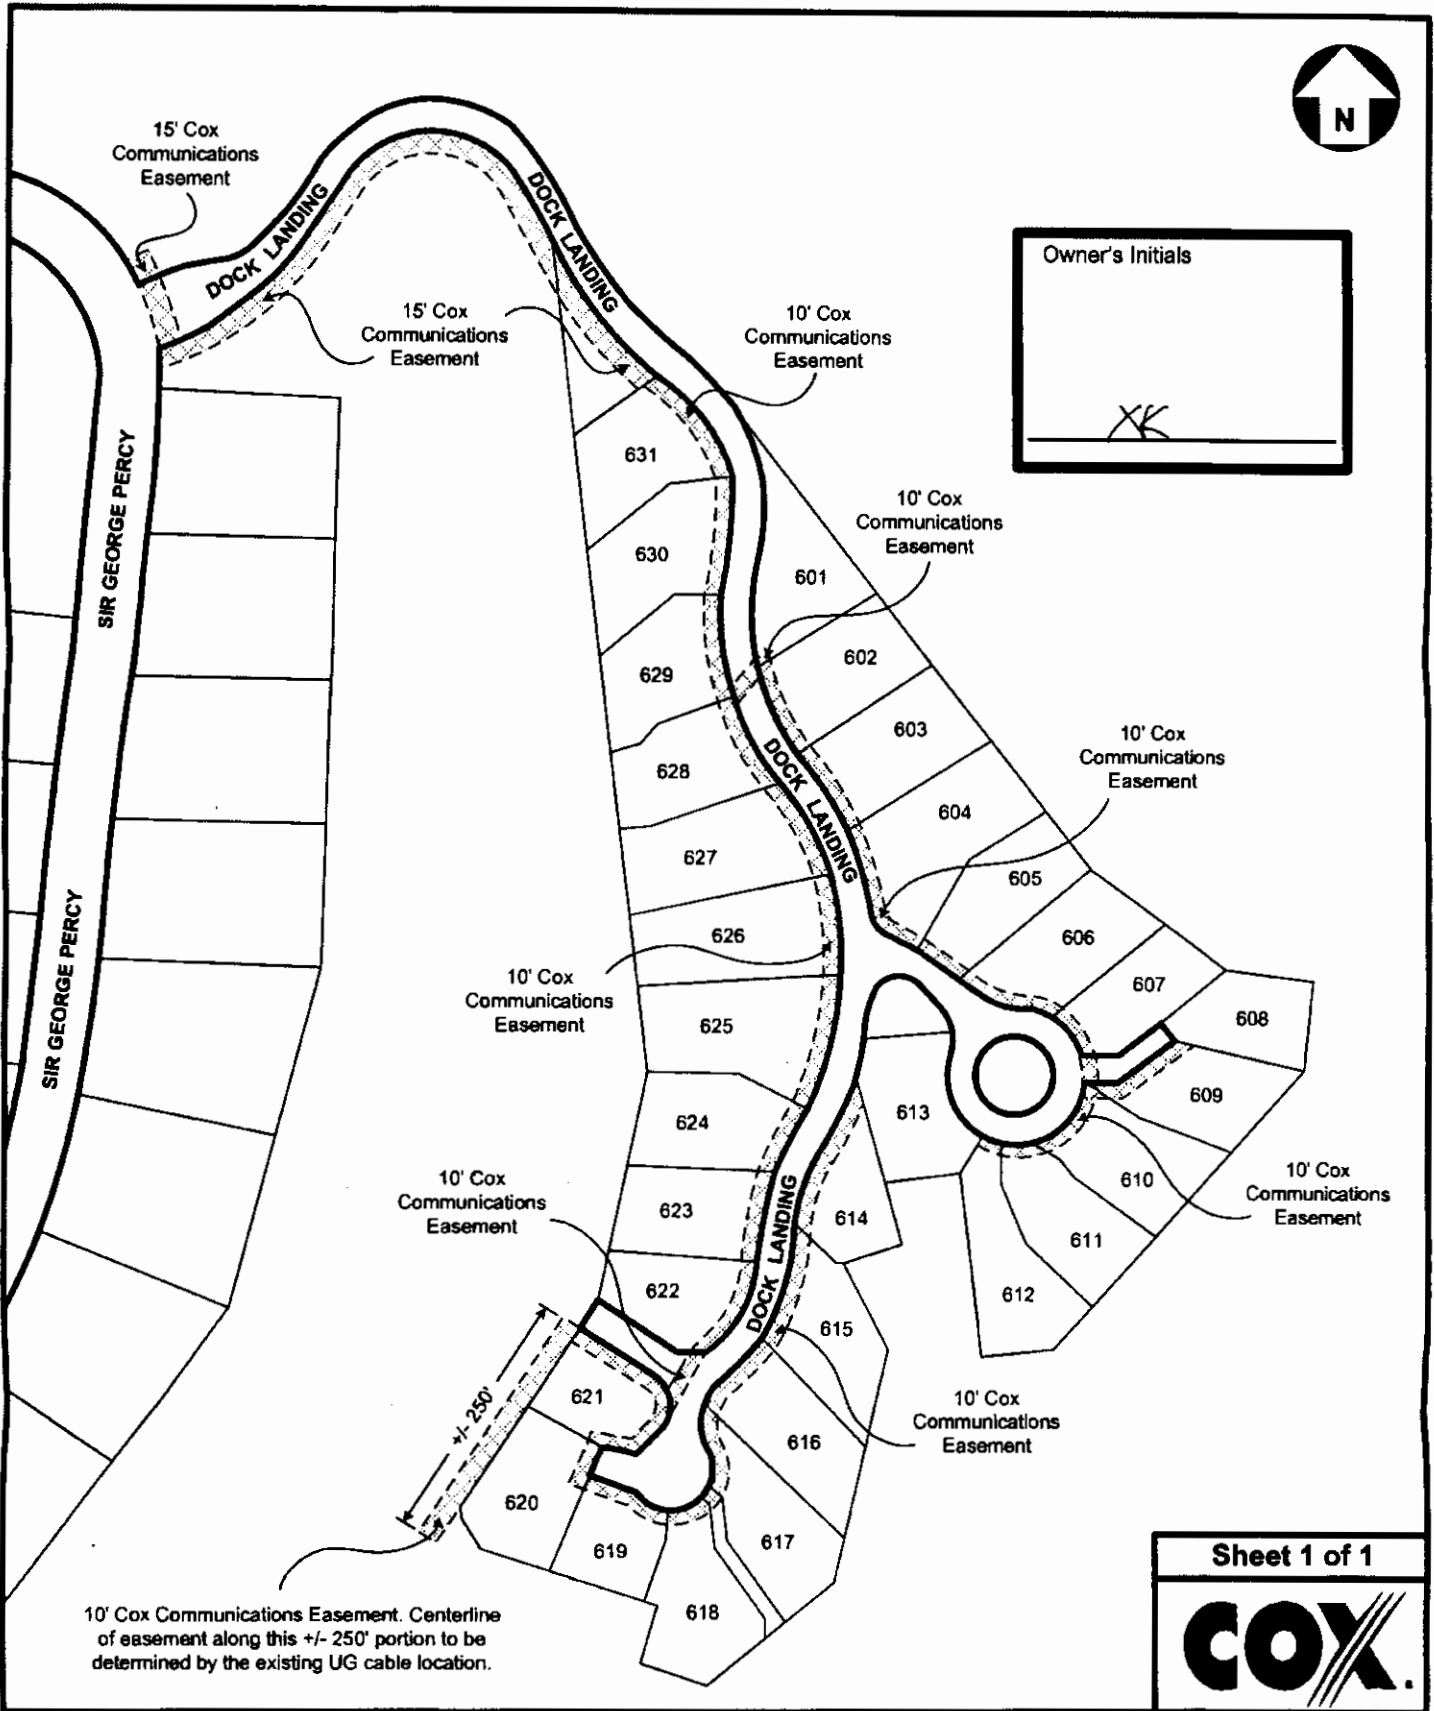 N
15' Cox
Communications
Easement
DOCK LANDING
DOCK LANDING
Owner's Initials
15' Cox
Communications
Easement
10' Cox
Communications
Easement
SIR GEORGE PERCY
631
10' Cox
Communications
Easement
630
601
602
629
603
10' Cox
Communications
Easement
628
DOCK LANDING
604
627
605
626
606
SIR GEORGE PERCY
10' Cox
Communications
Easement
607
608
625
609
613
624
10' Cox
Communications
Easement
610
10' Cox
Communications
Easement
623
614
611
DOCK LANDING
622
612
615
+/- 250'
621
10' Cox
Communications
Easement
616
620
619
617
618
10' Cox Communications Easement. Centerline
of easement along this +/- 250' portion to be
determined by the existing UG cable location.
Sheet 1 of 1
COX.